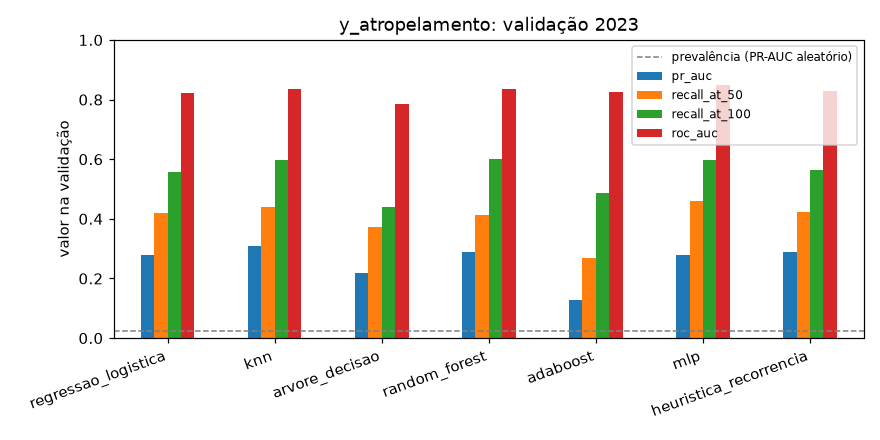 y_atropelamento: validação 2023
valor na validação
1.0
0.8
0.6
0.4
0.2
0.0
prevalência (PR-AUC aleatório)
pr_auc
recall_at_50
recall_at_100
roc_auc
regressao_logistica
knn
arvore_decisao
random_forest
adaboost
mlp
heuristica_recorrencia